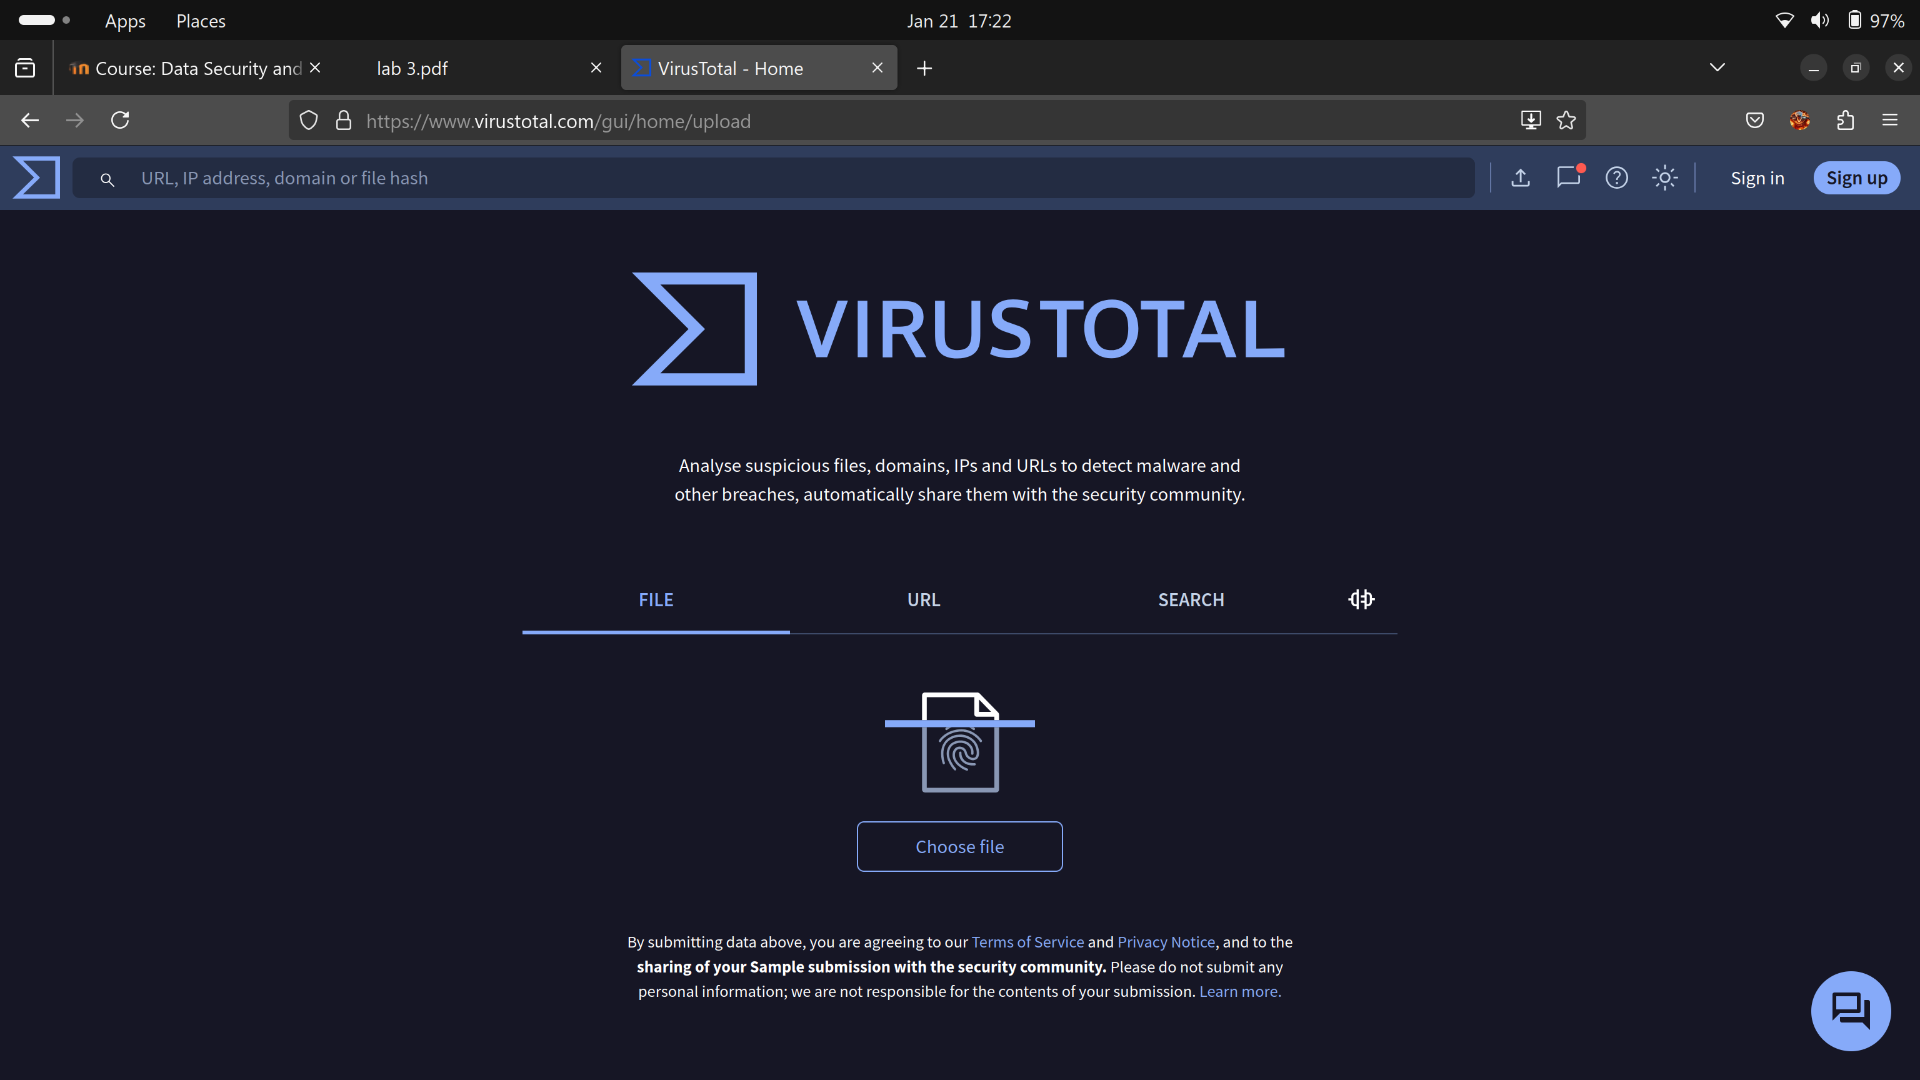 Apps Places Jan 21 17:22 97%
Course: Data Security and lab 3.pdf VirusTotal - Home
https://www.virustotal.com/gui/home/upload
URL, IP address, domain or file hash Sign in Sign up
VIRUSTOTAL
Analyse suspicious files, domains, IPs and URLs to detect malware and
other breaches, automatically share them with the security community.
FILE URL SEARCH
Choose file
By submitting data above, you are agreeing to our Terms of Service and Privacy Notice, and to the
sharing of your Sample submission with the security community. Please do not submit any
personal information; we are not responsible for the contents of your submission. Learn more.